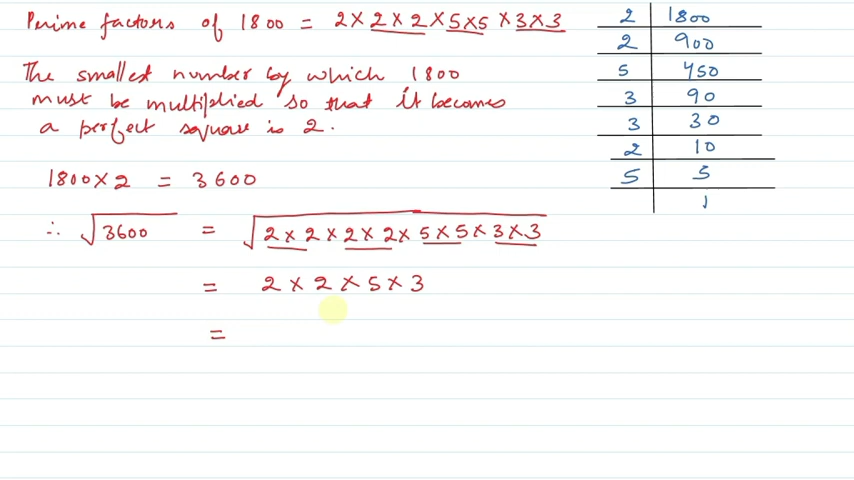 Prime factors of 1800 = 2 × 2 × 2 × 5 × 5 × 3 × 3
The smallest number by which 1800
must be multiplied so that it becomes
a perfect square is 2.
1800 × 2 = 3600
∴ √3600 = √2 × 2 × 2 × 2 × 5 × 5 × 3 × 3
= 2 × 2 × 5 × 3
=
2 | 1800
2 | 900
5 | 450
3 | 90
3 | 30
2 | 10
5 | 5
| 1